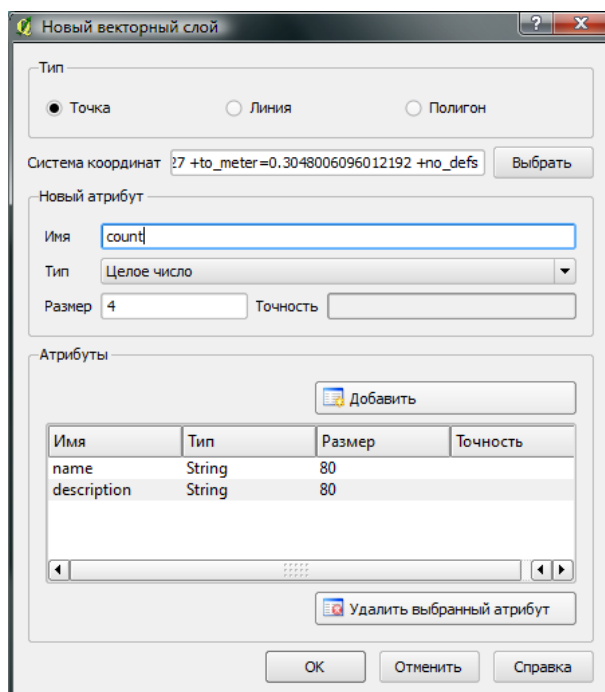 Новый векторный слой
Тип
Точка Линия Полигон
Система координат 27 +to_meter=0.3048006096012192 +no_defs Выбрать
Новый атрибут
Имя count
Тип Целое число
Размер 4 Точность
Атрибуты
Добавить
Имя Тип Размер Точность
name String 80
description String 80
Удалить выбранный атрибут
OK Отменить Справка